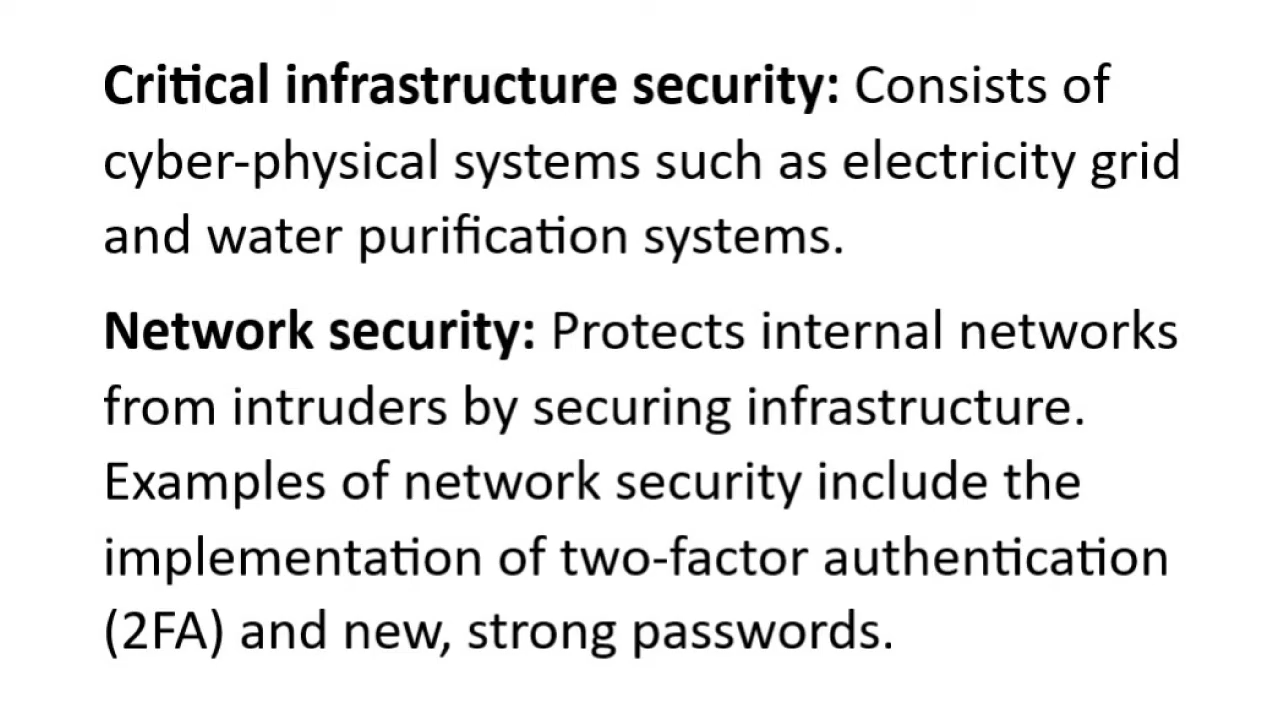 Critical infrastructure security: Consists of
cyber-physical systems such as electricity grid
and water purification systems.
Network security: Protects internal networks
from intruders by securing infrastructure.
Examples of network security include the
implementation of two-factor authentication
(2FA) and new, strong passwords.